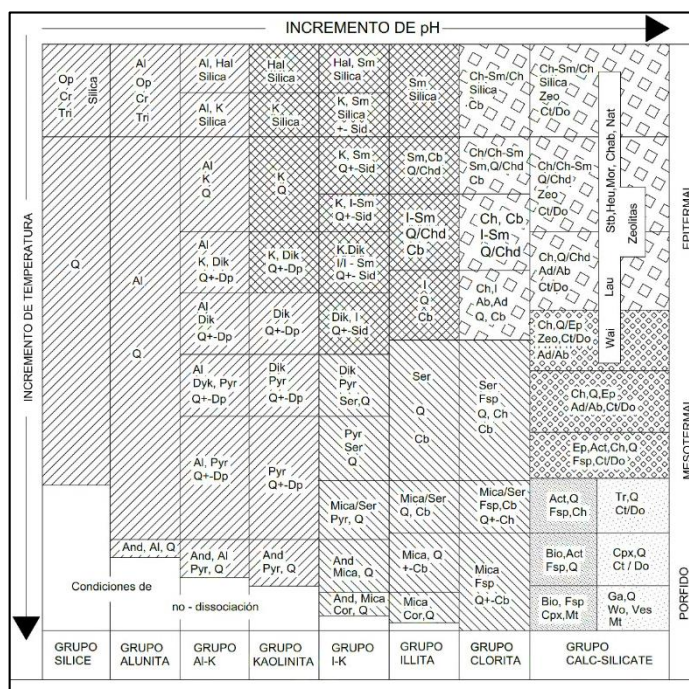 INCREMENTO DE pH
INCREMENTO DE TEMPERATURA
Op
Cr
Tri
Silica
Q
Condiciones de
no - dissociación
GRUPO
SILICE
Al
Op
Cr
Tri
Al
Q
And, Al, Q
GRUPO
ALUNITA
Al, Hal
Silica
Al, K
Silica
Al
K
Q
Al
K, Dik
Q+-Dp
Al
Dik
Q+-Dp
Al
Dyk, Pyr
Q+-Dp
Al, Pyr
Q+-Dp
And, Al
Pyr, Q
GRUPO
Al-K
Hal
Silica
K
Silica
K
Q
K, Dik
Q+-Dp
Dik
Q+-Dp
Dik
Pyr
Q+-Dp
Pyr
Q+-Dp
And
Pyr, Q
GRUPO
KAOLINITA
Hal, Sm
Silica
K, Sm
Silica
+- Sid
K, Sm
Q+-Sid
K, I-Sm
Q+-Sid
K.Dik
I/I - Sm
Q+- Sid
Dik, I
Q+-Sid
Dik
Pyr
Ser,Q
Pyr
Ser
Q
Mica/Ser
Pyr, Q
And
Mica, Q
And, Mica
Cor, Q
GRUPO
I-K
Sm
Silica
Sm,Cb
Q/Chd
I-Sm
Q/Chd
Cb
I
Q
Cb
Ser
Q
Cb
Mica/Ser
Q, Cb
Mica, Q
+-Cb
Mica
Cor, Q
GRUPO
ILLITA
Ch-Sm/Ch
Silica
Cb
Ch/Ch-Sm
Sm,Q/Chd
Cb
Ch, Cb
I-Sm
Q/Chd
Ch,I
Ab,Ad
Q, Cb
Ser
Fsp
Q, Ch
Cb
Mica/Ser
Fsp,Cb
Q+-Ch
Mica
Fsp
Q+-Cb
GRUPO
CLORITA
Ch-Sm/Ch
Silica
Zeo
Ct/Do
Ch/Ch-Sm
Q/Chd
Zeo
Ct/Do
Ch,Q/Chd
Ad/Ab
Ct/Do
Ch,Q/Ep
Zeo,Ct/Do
Ad/Ab
Ch,Q,Ep
Ad/Ab,Ct/Do
Ep,Act,Ch,Q
Fsp,Ct/Do
Act,Q
Fsp,Ch
Tr,Q
Ct/Do
Bio,Act
Fsp,Q
Cpx,Q
Ct / Do
Bio, Fsp
Cpx,Mt
Ga,Q
Wo, Ves
Mt
GRUPO
CALC-SILICATE
Stb,Heu,Mor, Chab, Nat
Lau
Wai
Zeolitas
EPITERMAL
MESOTERMAL
PORFIDO